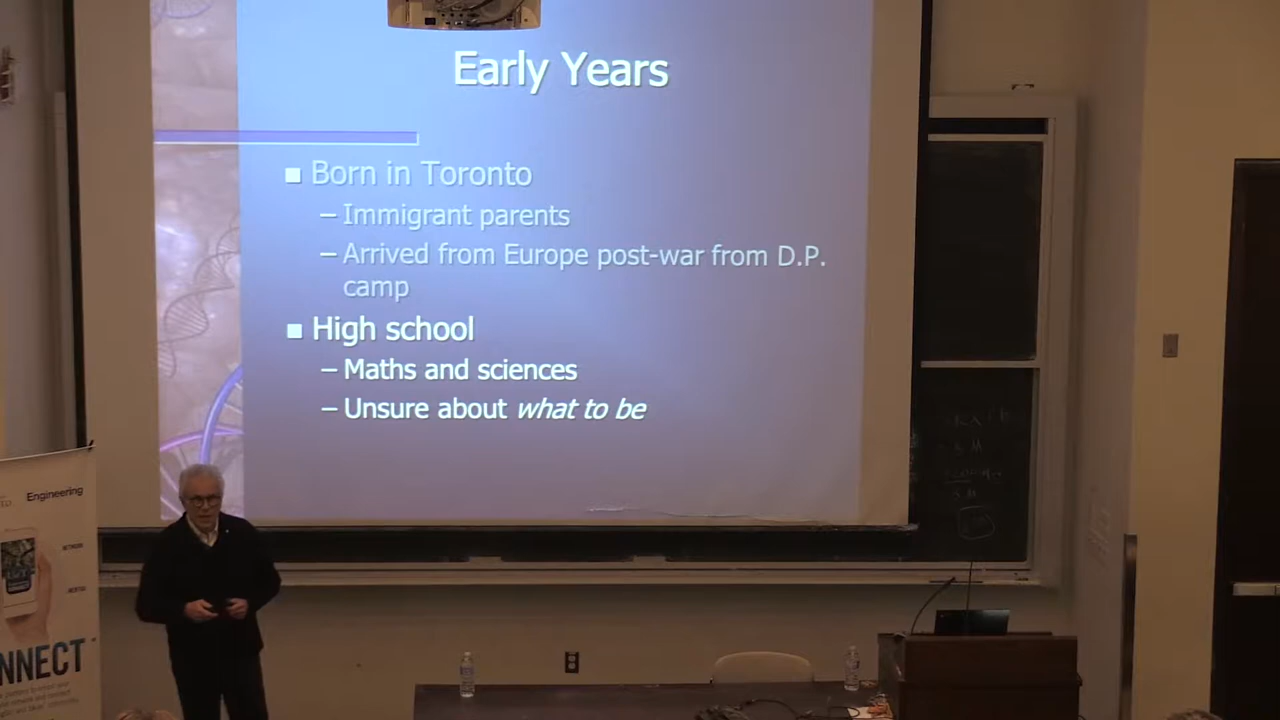 Early Years
■ Born in Toronto
– Immigrant parents
– Arrived from Europe post-war from D.P.
camp
■ High school
– Maths and sciences
– Unsure about what to be
Engineering
NETWORK
NNECT